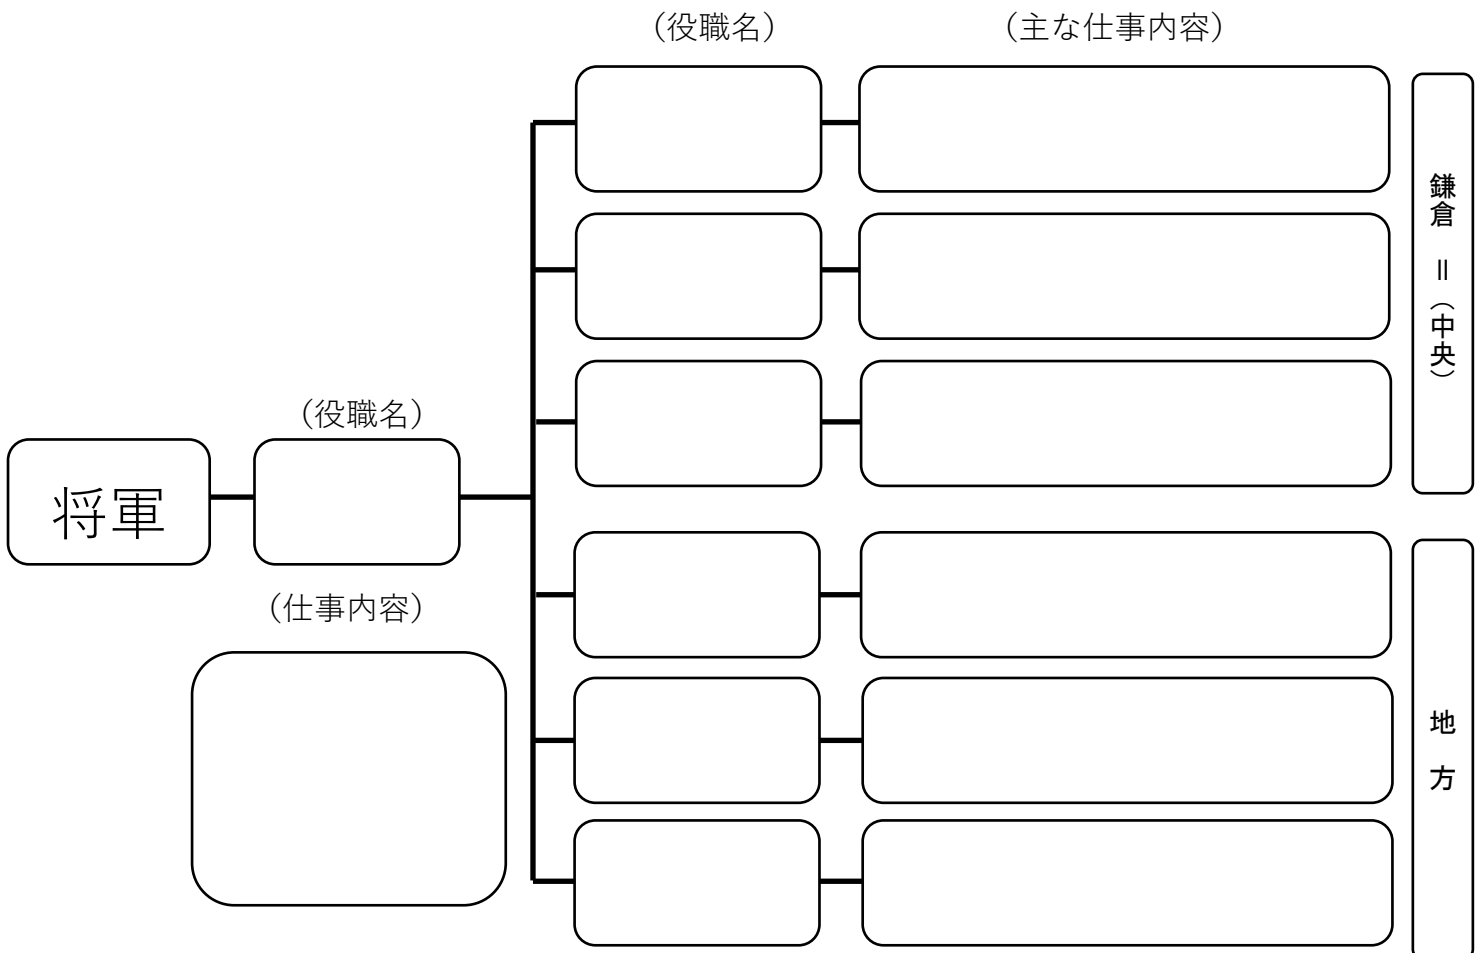 （役職名）
（主な仕事内容）
鎌倉＝（中央）
（役職名）
将軍
（仕事内容）
地方